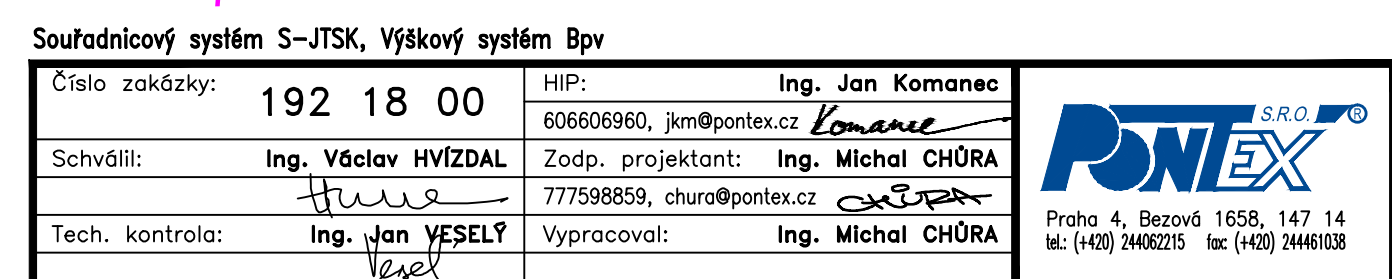 Souřadnicový systém S-JTSK, Výškový systém Bpv
Číslo zakázky:
192 18 00
HIP: Ing. Jan Komanec
606606960, jkm@pontex.cz Komanec
Schválil: Ing. Václav HVÍZDAL
Zodp. projektant: Ing. Michal CHŮRA
777598859, chura@pontex.cz CHŮRA
Tech. kontrola: Ing. Jan VESELÝ
Vesel
Vypracoval: Ing. Michal CHŮRA
PONTEX S.R.O. ®
Praha 4, Bezová 1658, 147 14
tel.: (+420) 244062215 fax: (+420) 244461038